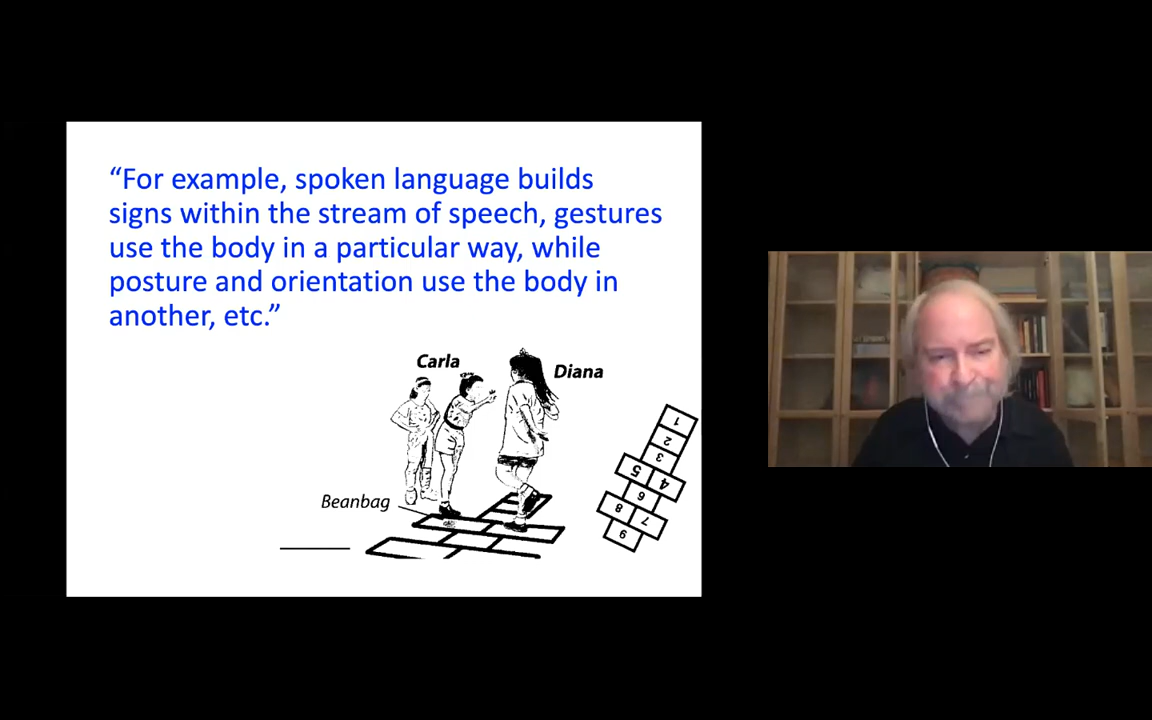 “For example, spoken language builds
signs within the stream of speech, gestures
use the body in a particular way, while
posture and orientation use the body in
another, etc.”
Carla
Diana
Beanbag
1
2
3
5 4
6
8 7
9